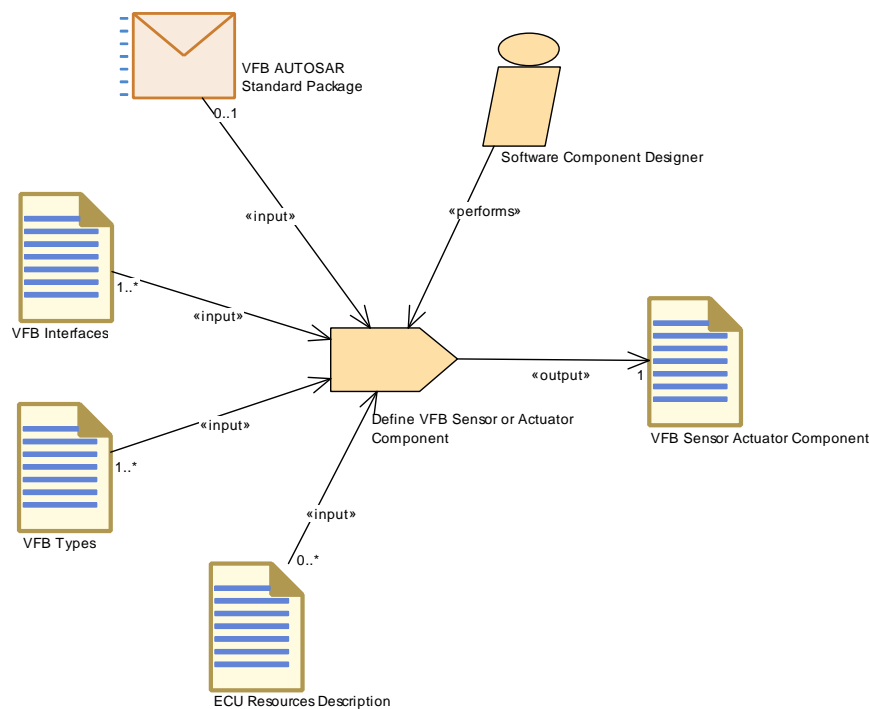 VFB AUTOSAR
Standard Package
0..1
Software Component Designer
«input»
«performs»
1..*
VFB Interfaces
«input»
«output»
1
Define VFB Sensor or Actuator
Component
VFB Sensor Actuator Component
«input»
1..*
VFB Types
«input»
0..*
ECU Resources Description